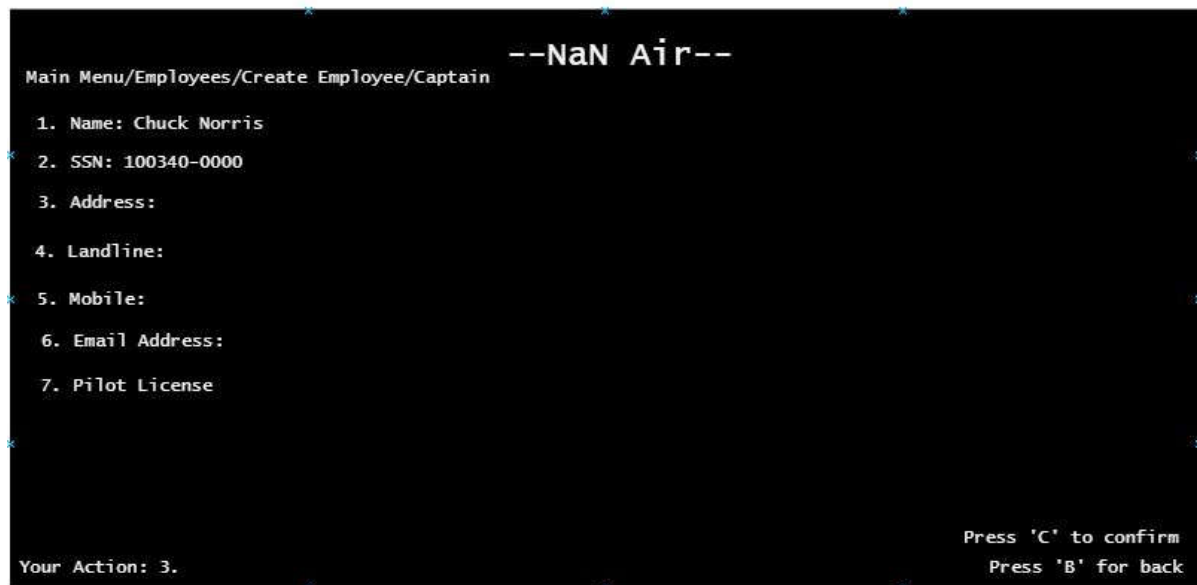 --NaN Air--
Main Menu/Employees/Create Employee/Captain
1. Name: Chuck Norris
2. SSN: 100340-0000
3. Address:
4. Landline:
5. Mobile:
6. Email Address:
7. Pilot License
Press 'C' to confirm
Your Action: 3.
Press 'B' for back